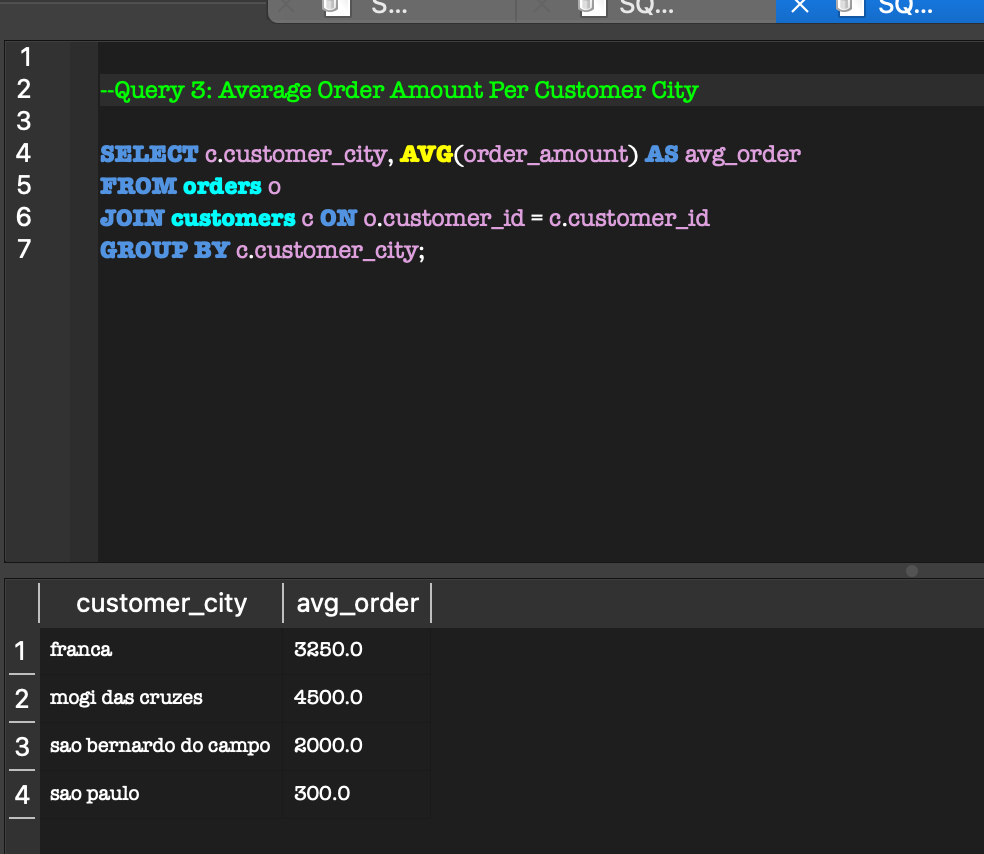 S... SQ... SQ...
1
2 --Query 3: Average Order Amount Per Customer City
3
4 SELECT c.customer_city, AVG(order_amount) AS avg_order
5 FROM orders o
6 JOIN customers c ON o.customer_id = c.customer_id
7 GROUP BY c.customer_city;
customer_city avg_order
1 franca 3250.0
2 mogi das cruzes 4500.0
3 sao bernardo do campo 2000.0
4 sao paulo 300.0